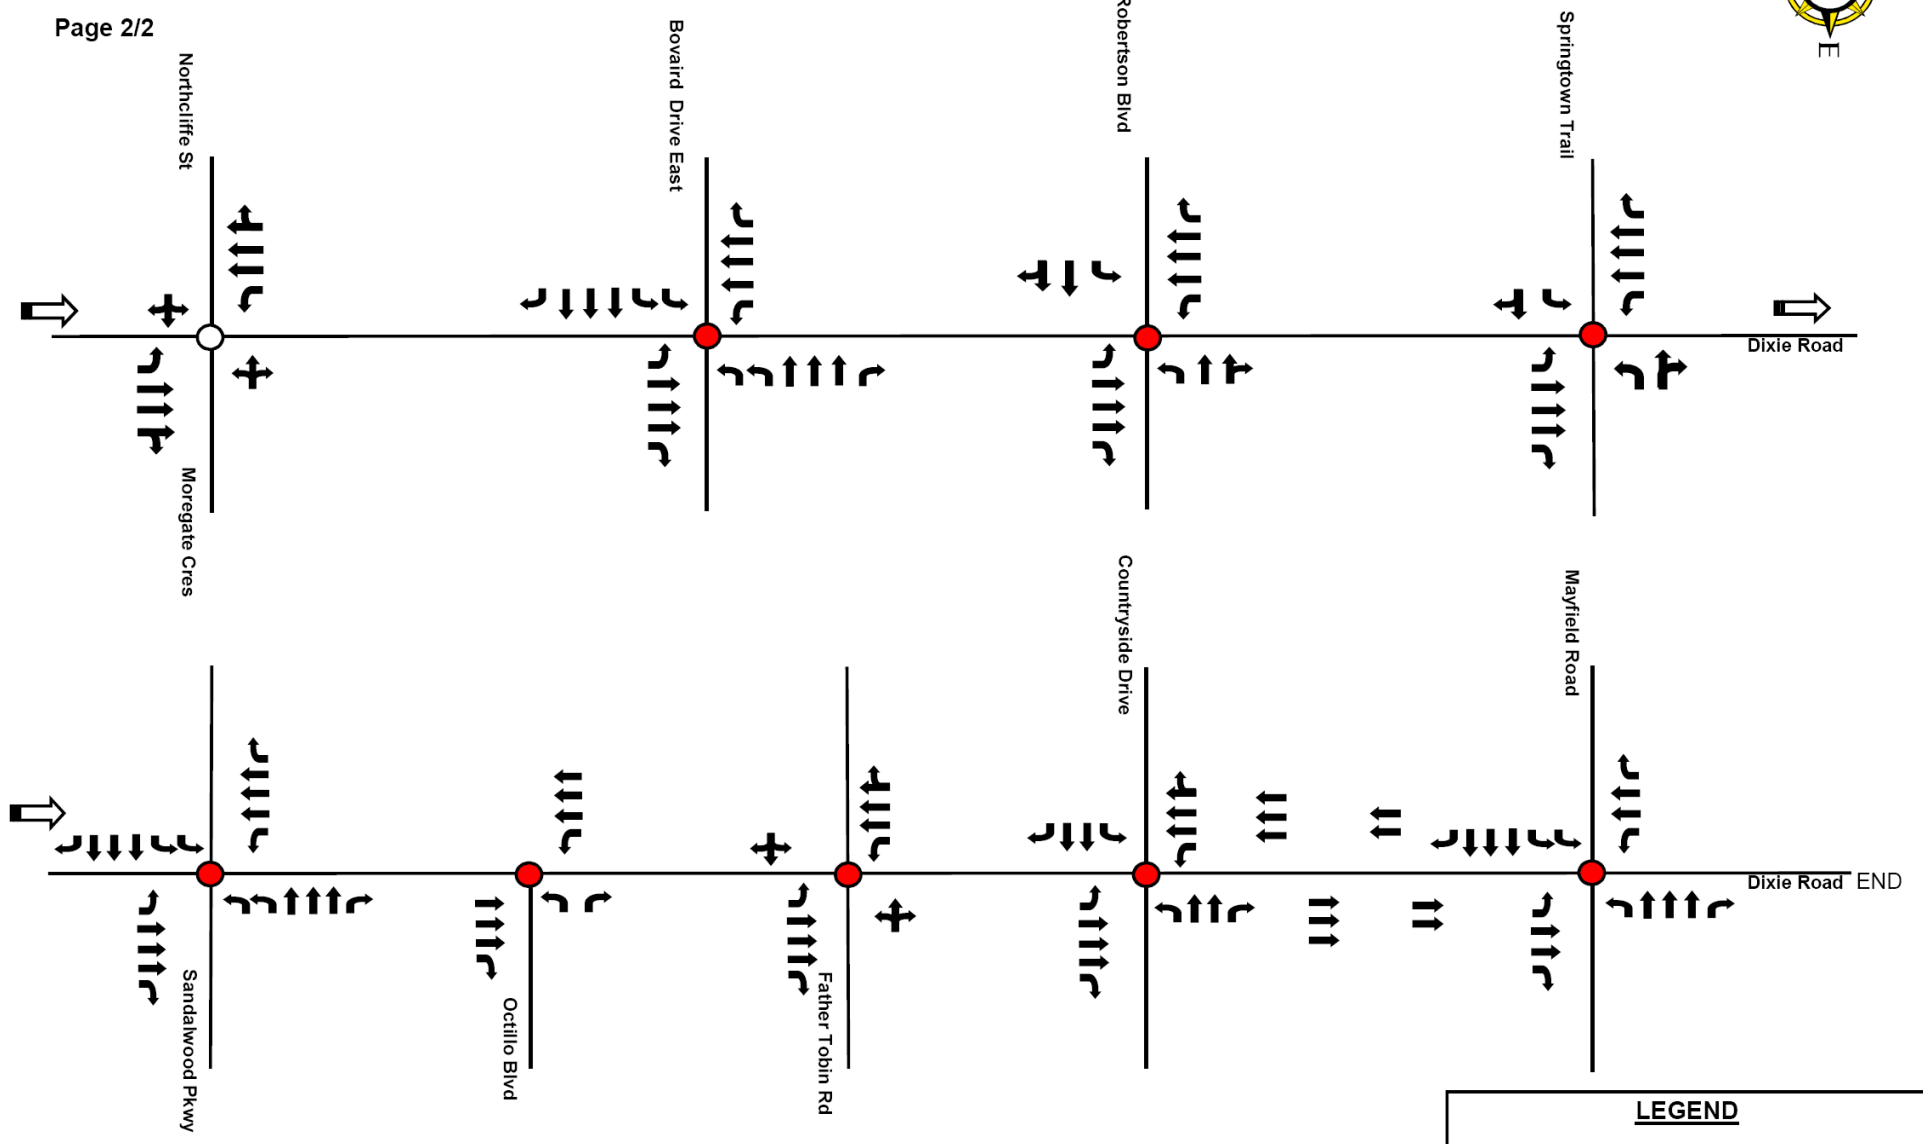 Page 2/2
Northcliffe St
Bovaird Drive East
Robertson Blvd
Springtown Trail
E
Dixie Road
Moregate Cres
Countryside Drive
Mayfield Road
Dixie Road END
Sandalwood Pkwy
Octillo Blvd
Father Tobin Rd
LEGEND